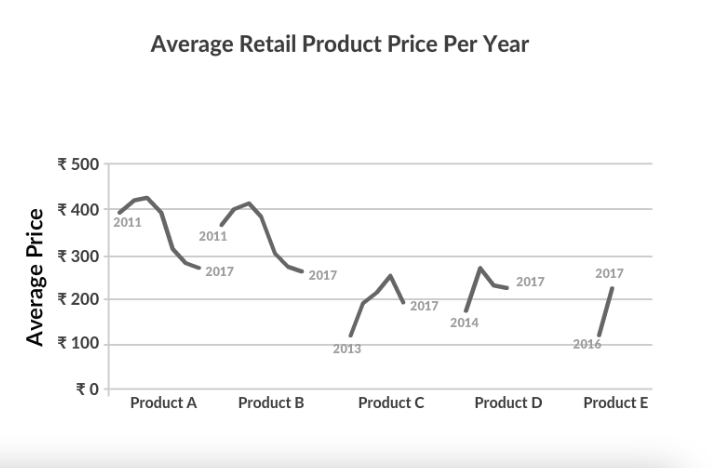 Average Retail Product Price Per Year
Average Price
₹ 500
₹ 400
₹ 300
₹ 200
₹ 100
₹ 0
2011
2017
2011
2017
2013
2017
2014
2017
2016
2017
Product A
Product B
Product C
Product D
Product E